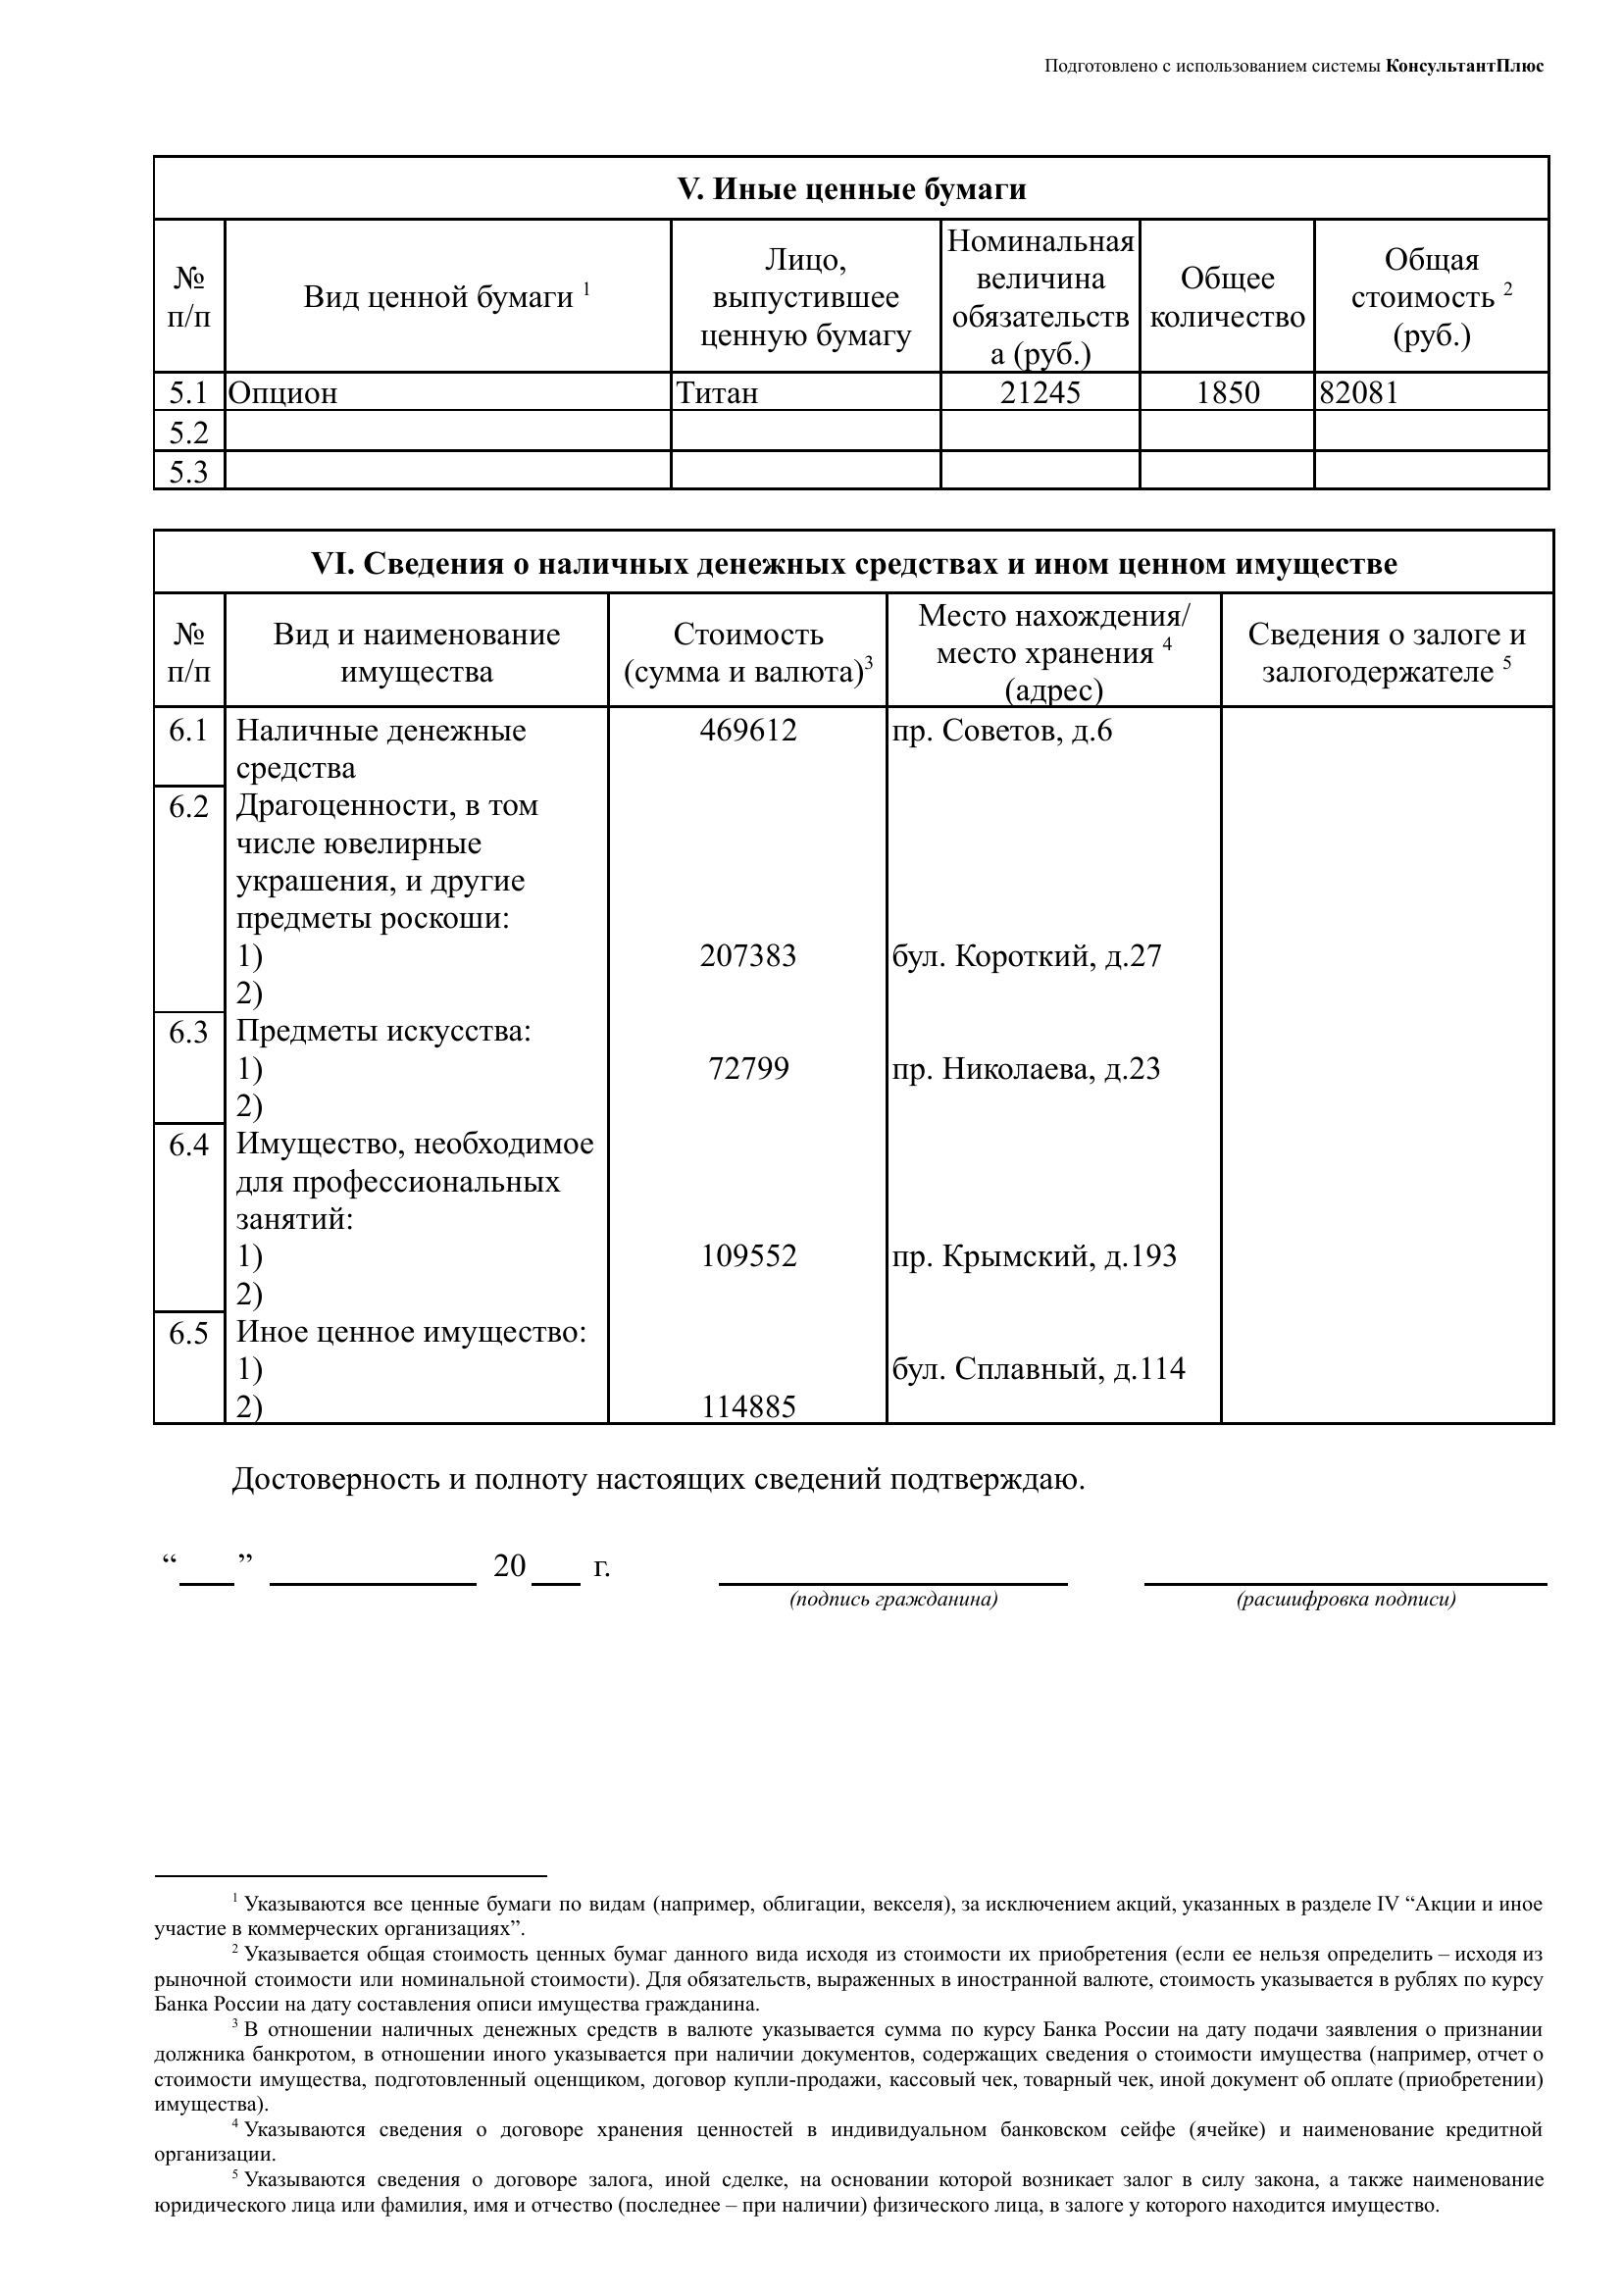 Подготовлено с использованием системы КонсультантПлюс
V. Иные ценные бумаги
№ п/п
Вид ценной бумаги 1
Лицо, выпустившее ценную бумагу
Номинальная величина обязательств а (руб.)
Общее количество
Общая стоимость 2 (руб.)
5.1 Опцион Титан 21245 1850 82081
5.2
5.3
VI. Сведения о наличных денежных средствах и ином ценном имуществе
№ п/п
Вид и наименование имущества
Стоимость (сумма и валюта)3
Место нахождения/ место хранения 4 (адрес)
Сведения о залоге и залогодержателе 5
6.1 Наличные денежные 469612 пр. Советов, д.6
средства
6.2 Драгоценности, в том
числе ювелирные
украшения, и другие
предметы роскоши:
1) 207383 бул. Короткий, д.27
2)
6.3 Предметы искусства:
1) 72799 пр. Николаева, д.23
2)
6.4 Имущество, необходимое
для профессиональных
занятий:
1) 109552 пр. Крымский, д.193
2)
6.5 Иное ценное имущество:
1) бул. Сплавный, д.114
2) 114885
Достоверность и полноту настоящих сведений подтверждаю.
“ ” 20 г.
(подпись гражданина) (расшифровка подписи)
1 Указываются все ценные бумаги по видам (например, облигации, векселя), за исключением акций, указанных в разделе IV “Акции и иное
участие в коммерческих организациях”.
2 Указывается общая стоимость ценных бумаг данного вида исходя из стоимости их приобретения (если ее нельзя определить – исходя из
рыночной стоимости или номинальной стоимости). Для обязательств, выраженных в иностранной валюте, стоимость указывается в рублях по курсу
Банка России на дату составления описи имущества гражданина.
3 В отношении наличных денежных средств в валюте указывается сумма по курсу Банка России на дату подачи заявления о признании
должника банкротом, в отношении иного указывается при наличии документов, содержащих сведения о стоимости имущества (например, отчет о
стоимости имущества, подготовленный оценщиком, договор купли-продажи, кассовый чек, товарный чек, иной документ об оплате (приобретении)
имущества).
4 Указываются сведения о договоре хранения ценностей в индивидуальном банковском сейфе (ячейке) и наименование кредитной
организации.
5 Указываются сведения о договоре залога, иной сделке, на основании которой возникает залог в силу закона, а также наименование
юридического лица или фамилия, имя и отчество (последнее – при наличии) физического лица, в залоге у которого находится имущество.